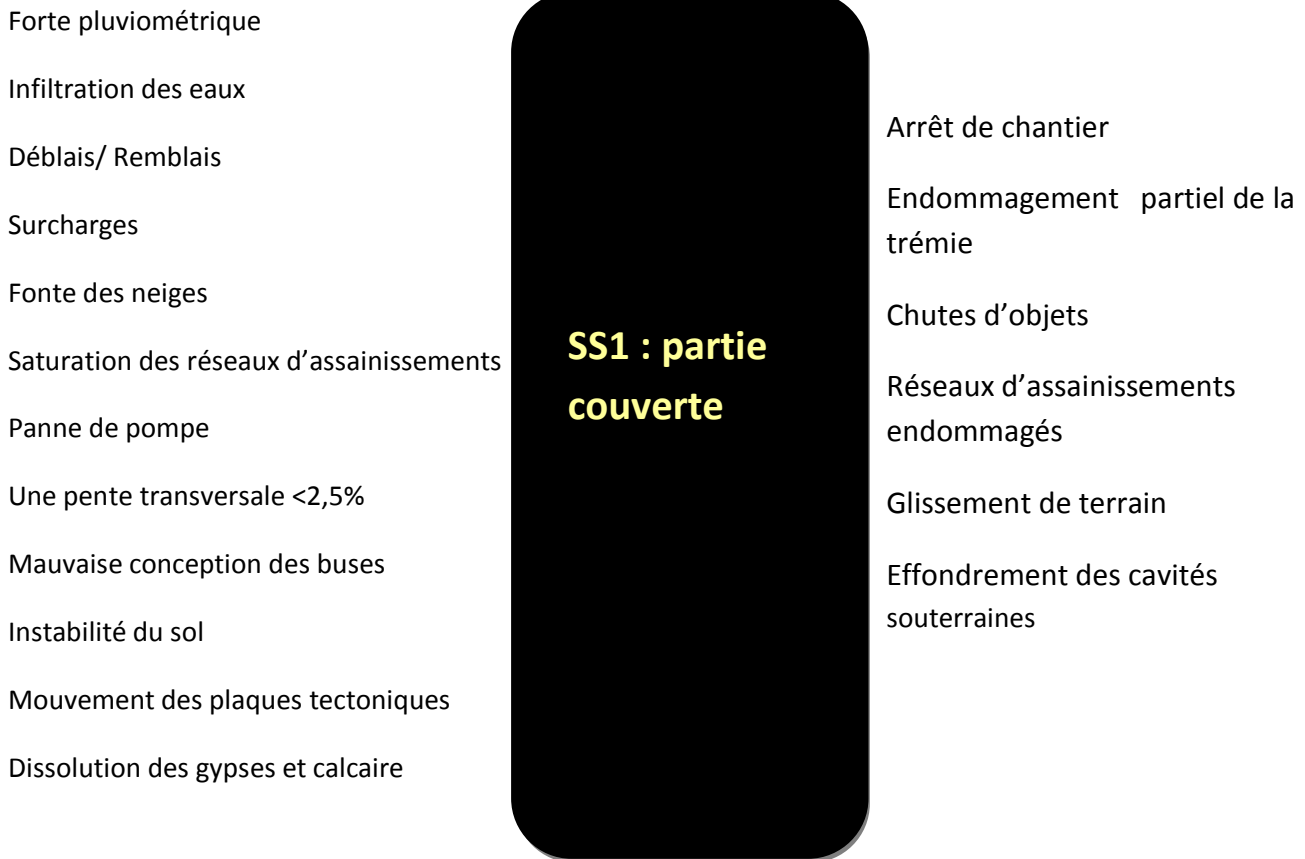 Forte pluviométrique
Infiltration des eaux
Déblais/ Remblais
Surcharges
Fonte des neiges
Saturation des réseaux d’assainissements
Panne de pompe
Une pente transversale <2,5%
Mauvaise conception des buses
Instabilité du sol
Mouvement des plaques tectoniques
Dissolution des gypses et calcaire
SS1 : partie
couverte
Arrêt de chantier
Endommagement partiel de la
trémie
Chutes d’objets
Réseaux d’assainissements
endommagés
Glissement de terrain
Effondrement des cavités
souterraines